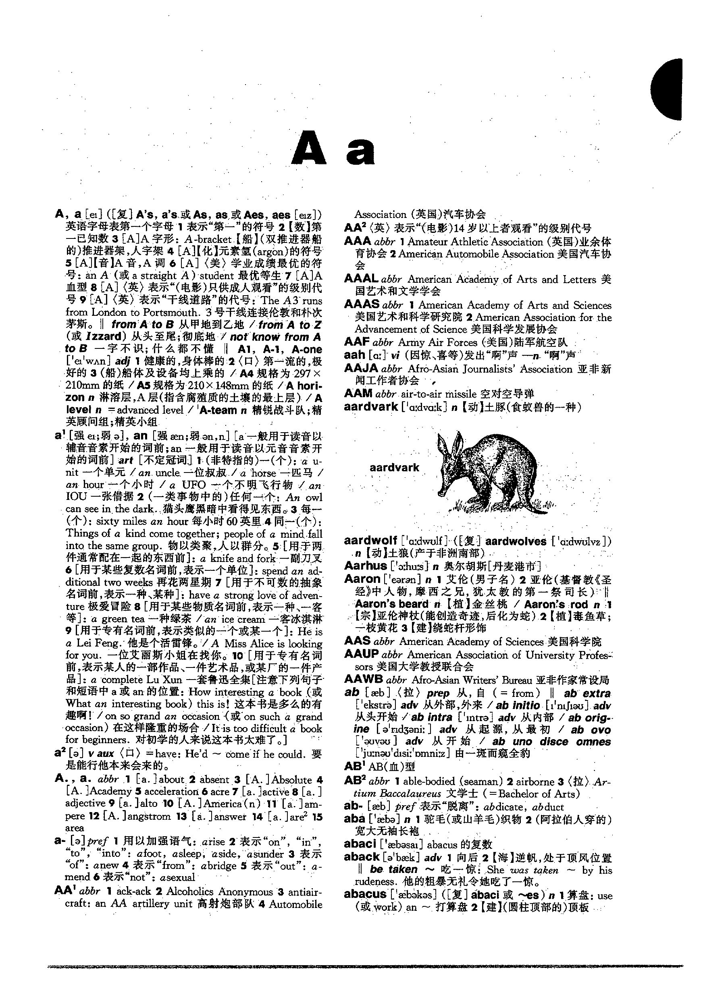 A a
A, a [eɪ] ([复] A's, a's 或 As, as 或 Aes, aes [eɪz])
英语字母表第一个字母 1 表示“第一”的符号 2【数】第
一已知数 3 [A]A 字形: A-bracket【船】(双推进器船
的)推进器架,人字架 4 [A]【化】元素氩(argon)的符号
5 [A]【音】A 音,A 调 6 [A]〈美〉学业成绩最优的符
号: an A (或 a straight A) student 最优等生 7 [A]A
血型 8 [A]〈英〉表示“(电影)只供成人观看”的级别代
号 9 [A]〈英〉表示“干线道路”的代号: The A3 runs
from London to Portsmouth. 3 号干线连接伦敦和朴次
茅斯。‖ from A to B 从甲地到乙地 / from A to Z
(或 Izzard) 从头至尾;彻底地 / not know from A
to B 一字不识; 什么都不懂 ‖ A1, A-1, A-one
['eɪ'wʌn] adj 1 健康的,身体棒的 2〈口〉第一流的,极
好的 3 (船)船体及设备均上乘的 / A4 规格为 297×
210mm 的纸 / A5 规格为 210×148mm 的纸 / A hori-
zon n 淋溶层,A 层(指含腐殖质的土壤的最上层) / A
level n =advanced level / 'A-team n 精锐战斗队;精
英顾问组;精英小组
a¹ [强 eɪ;弱 ə], an [强 æn;弱 ən,n] [a 一般用于读音以
辅音音素开始的词前;an 一般用于读音以元音音素开
始的词前] art [不定冠词] 1 (非特指的)一(个): a u-
nit 一个单元 / an uncle 一位叔叔 / a horse 一匹马 /
an hour 一个小时 / a UFO 一个不明飞行物 / an
IOU 一张借据 2 (一类事物中的)任何一个: An owl
can see in the dark. 猫头鹰黑暗中看得见东西。3 每一
(个): sixty miles an hour 每小时 60 英里 4 同一(个):
Things of a kind come together; people of a mind fall
into the same group. 物以类聚,人以群分。5 [用于两
件通常配在一起的东西前]: a knife and fork 一副刀叉
6 [用于某些复数名词前,表示一个单位]: spend an ad-
ditional two weeks 再花两星期 7 [用于不可数的抽象
名词前,表示一种、某种]: have a strong love of adven-
ture 极爱冒险 8 [用于某些物质名词前,表示一种、一客
等]: a green tea 一种绿茶 / an ice cream 一客冰淇淋
9 [用于专有名词前,表示类似的一个或某一个]: He is
a Lei Feng. 他是个活雷锋。/ A Miss Alice is looking
for you. 一位艾丽斯小姐在找你。10 [用于专有名词
前,表示某人的一部作品、一件艺术品,或某厂的一件产
品]: a complete Lu Xun 一套鲁迅全集[注意下列句子
和短语中 a 或 an 的位置: How interesting a book (或
What an interesting book) this is! 这本书是多么的有
趣啊! / on so grand an occasion (或 on such a grand
occasion) 在这样隆重的场合 / It is too difficult a book
for beginners. 对初学的人来说这本书太难了。]
a² [ə] v aux 〈口〉=have: He'd ~ come if he could. 要
是能行他本来会来的。
A., a. abbr 1 [a.]about 2 absent 3 [A.]Absolute 4
[A.]Academy 5 acceleration 6 acre 7 [a.]active 8 [a.]
adjective 9 [a.]alto 10 [A.]America(n) 11 [a.]am-
pere 12 [A.]angstrom 13 [a.]answer 14 [a.]are² 15
area
a- [ə]pref 1 用以加强语气: arise 2 表示“on”, “in”,
“to”, “into”: afoot, asleep, aside, asunder 3 表示
“of”: anew 4 表示“from”: abridge 5 表示“out”: a-
mend 6 表示“not”: asexual
AA¹ abbr 1 ack-ack 2 Alcoholics Anonymous 3 antiair-
craft: an AA artillery unit 高射炮部队 4 Automobile
Association (英国)汽车协会
AA²〈英〉表示“(电影)14 岁以上者观看”的级别代号
AAA abbr 1 Amateur Athletic Association (英国)业余体
育协会 2 American Automobile Association 美国汽车协
会
AAAL abbr American Academy of Arts and Letters 美
国艺术和文学学会
AAAS abbr 1 American Academy of Arts and Sciences
美国艺术和科学研究院 2 American Association for the
Advancement of Science 美国科学发展协会
AAF abbr Army Air Forces (美国)陆军航空队
aah [ɑː] vi (因惊、喜等)发出“啊”声 —n “啊”声
AAJA abbr Afro-Asian Journalists' Association 亚非新
闻工作者协会
AAM abbr air-to-air missile 空对空导弹
aardvark ['ɑːdvɑːk] n【动】土豚(食蚁兽的一种)
aardvark
aardwolf ['ɑːdwʊlf] ([复] aardwolves ['ɑːdwʊlvz])
n【动】土狼(产于非洲南部)
Aarhus ['ɔːhuːs] n 奥尔胡斯[丹麦港市]
Aaron ['eərən] n 1 艾伦(男子名) 2 亚伦(基督教《圣
经》中人物, 摩西之兄, 犹太教的第一祭司长) ‖
Aaron's beard n【植】金丝桃 / Aaron's rod n 1
【宗】亚伦神杖(能创造奇迹,后化为蛇) 2【植】毒鱼草;
一枝黄花 3【建】绕蛇杆形饰
AAS abbr American Academy of Sciences 美国科学院
AAUP abbr American Association of University Profes-
sors 美国大学教授联合会
AAWB abbr Afro-Asian Writers' Bureau 亚非作家常设局
ab [æb]〈拉〉prep 从, 自 (= from) ‖ ab extra
['ekstrə] adv 从外部,外来 / ab initio [ɪ'nɪʃɪəʊ] adv
从头开始 / ab intra ['ɪntrə] adv 从内部 / ab orig-
ine [ə'rɪdʒəniː] adv 从起源, 从最初 / ab ovo
['əʊvəʊ] adv 从开始 / ab uno disce omnes
['juːnəʊ'dɪsiː'ɒmniːz] 由一斑而窥全豹
AB¹ AB(血)型
AB² abbr 1 able-bodied (seaman) 2 airborne 3〈拉〉Ar-
tium Baccalaureus 文学士 (=Bachelor of Arts)
ab- [æb] pref 表示“脱离”: abdicate, abduct
aba ['æbə] n 1 驼毛(或山羊毛)织物 2 (阿拉伯人穿的)
宽大无袖长袍
abaci ['æbəsaɪ] abacus 的复数
aback [ə'bæk] adv 1 向后 2【海】逆帆,处于顶风位置
‖ be taken ~ 吃一惊: She was taken ~ by his
rudeness. 他的粗暴无礼令她吃了一惊。
abacus ['æbəkəs] ([复] abaci 或 ~es) n 1 算盘: use
(或 work) an ~ 打算盘 2【建】(圆柱顶部的)顶板